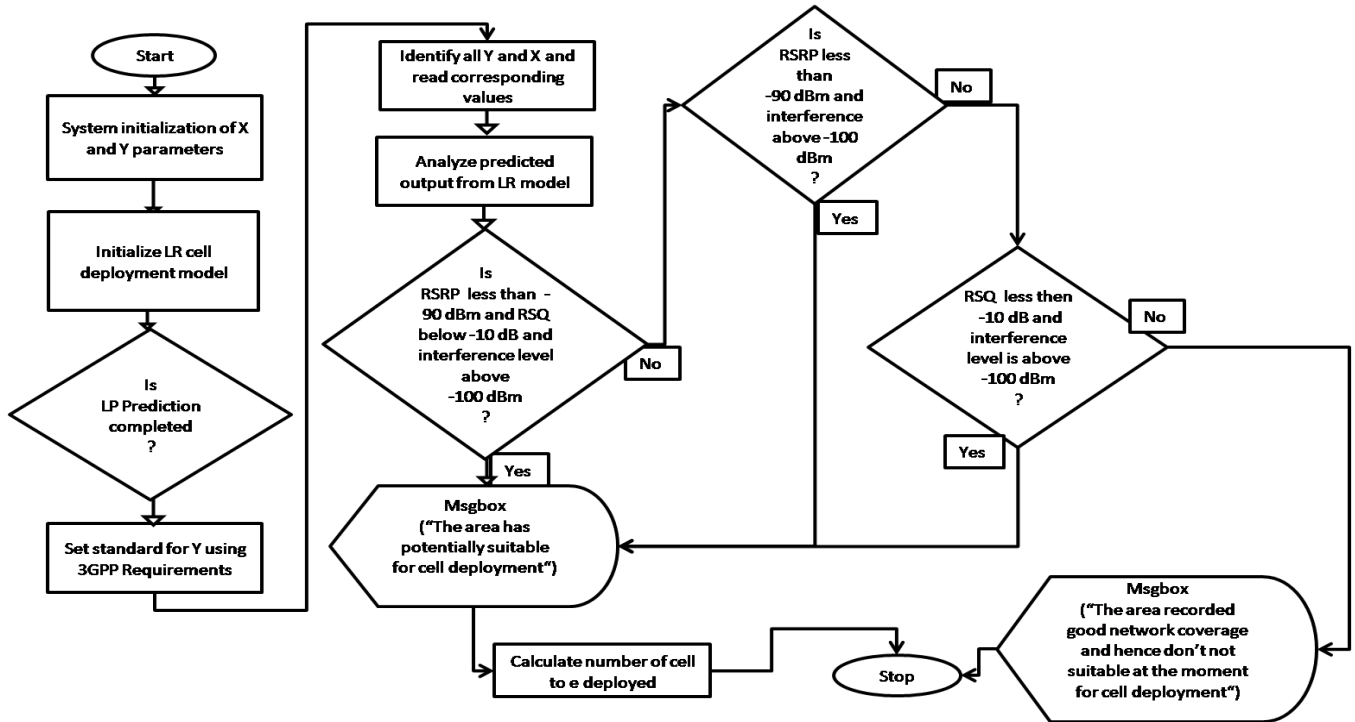 Start
System initialization of X
and Y parameters
Initialize LR cell
deployment model
Is
LP Prediction
completed
?
Set standard for Y using
3GPP Requirements
Identify all Y and X and
read corresponding
values
Analyze predicted
output from LR model
Is
RSRP less than -
90 dBm and RSQ
below -10 dB and
interference level
above
-100 dBm
?
No
Yes
Msgbox
("The area has
potentially suitable
for cell deployment")
Calculate number of cell
to e deployed
Is
RSRP less
than
-90 dBm and
interference
above -100
dBm
?
No
Yes
RSQ less then
-10 dB and
interference
level is above
-100 dBm
?
No
Yes
Msgbox
("The area recorded
good network coverage
and hence don't not
suitable at the moment
for cell deployment")
Stop